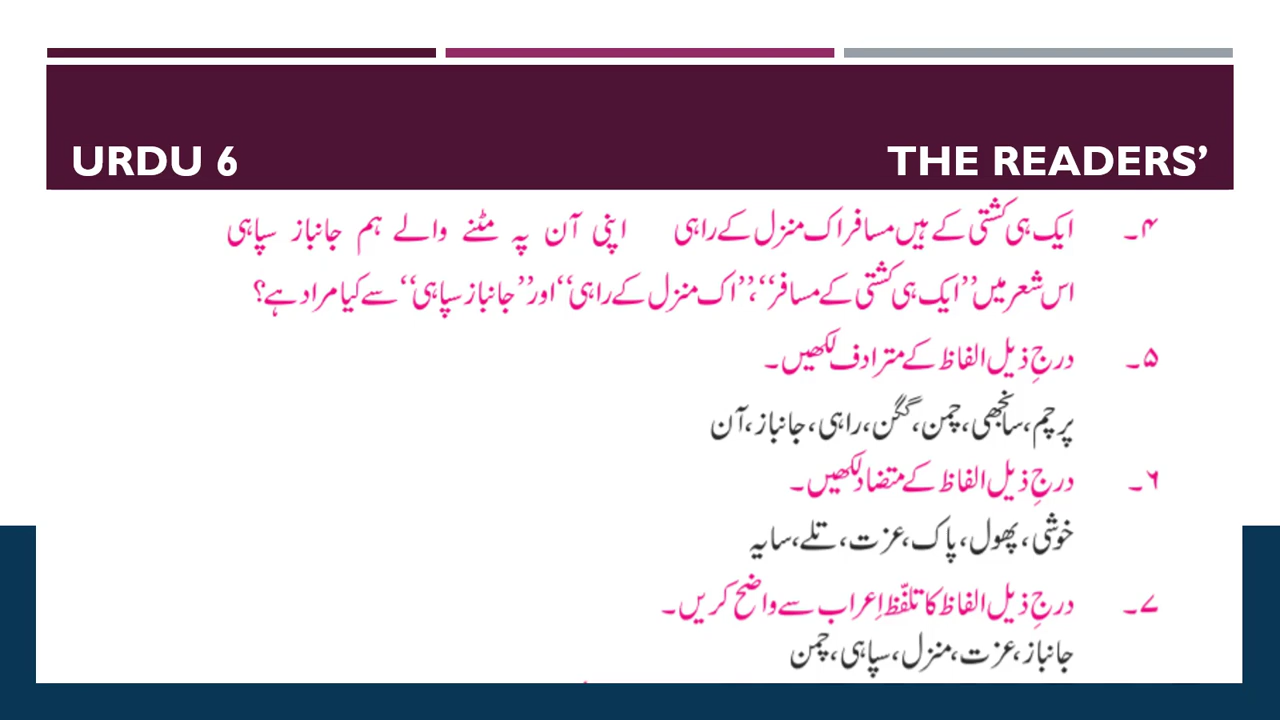 URDU 6 THE READERS’
۴۔ ایک ہی کشتی کے ہیں مسافر اک منزل کے راہی اپنی آن پہ مٹنے والے ہم جانباز سپاہی
اس شعر میں ’’ایک ہی کشتی کے مسافر‘‘، ’’اک منزل کے راہی‘‘ اور ’’جانباز سپاہی‘‘ سے کیا مراد ہے؟
۵۔ درجِ ذیل الفاظ کے مترادف لکھیں۔
پرچم، سانجھی، چمن، گگن، راہی، جانباز، آن
۶۔ درجِ ذیل الفاظ کے متضاد لکھیں۔
خوشی، پھول، پاک، عزت، تلے، سایہ
۷۔ درجِ ذیل الفاظ کا تلفّظ اِعراب سے واضح کریں۔
جانباز، عزت، منزل، سپاہی، چمن